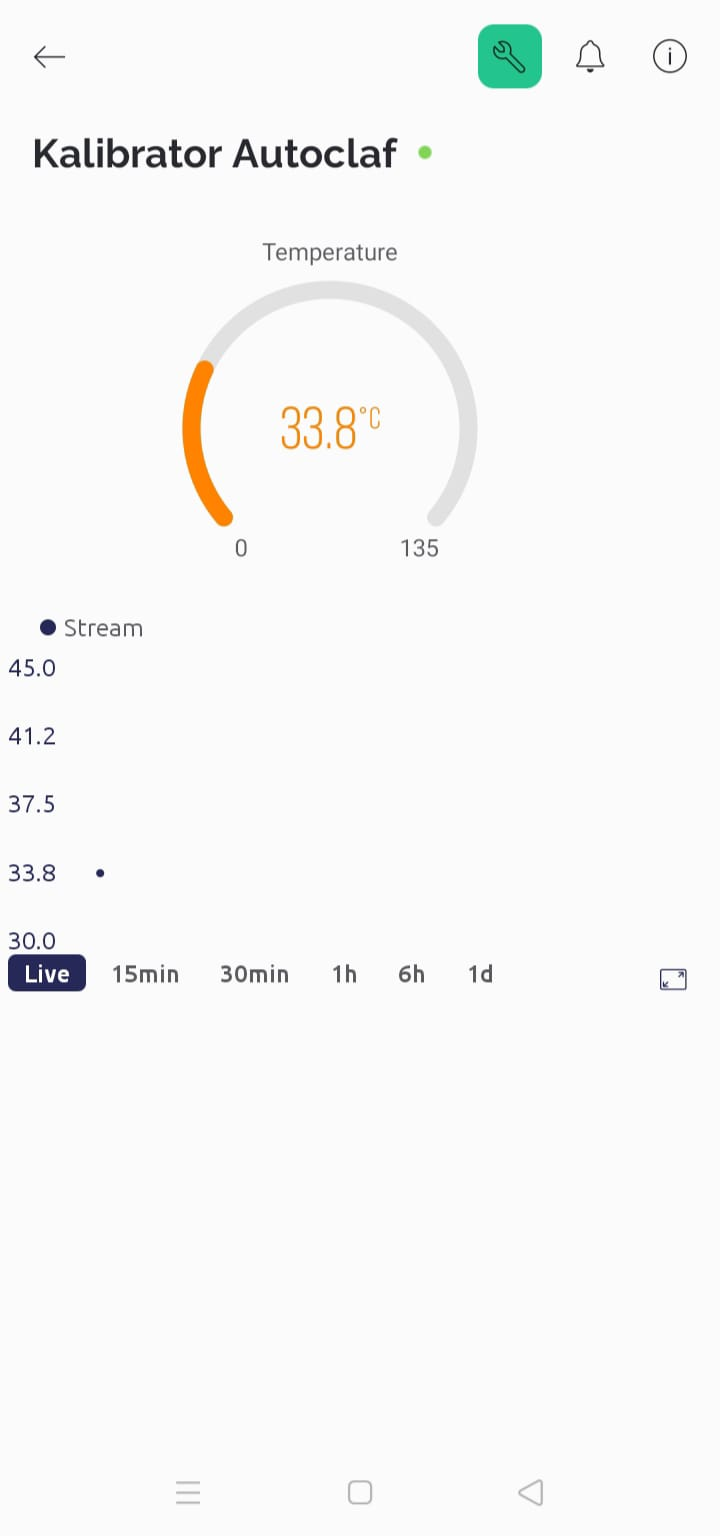 Kalibrator Autoclaf
Temperature
33.8°C
0 135
Stream
45.0
41.2
37.5
33.8
30.0
Live 15min 30min 1h 6h 1d